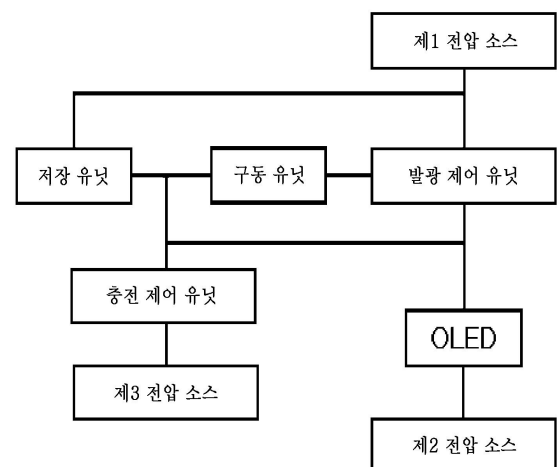 제1 전압 소스
저장 유닛
구동 유닛
발광 제어 유닛
충전 제어 유닛
OLED
제3 전압 소스
제2 전압 소스